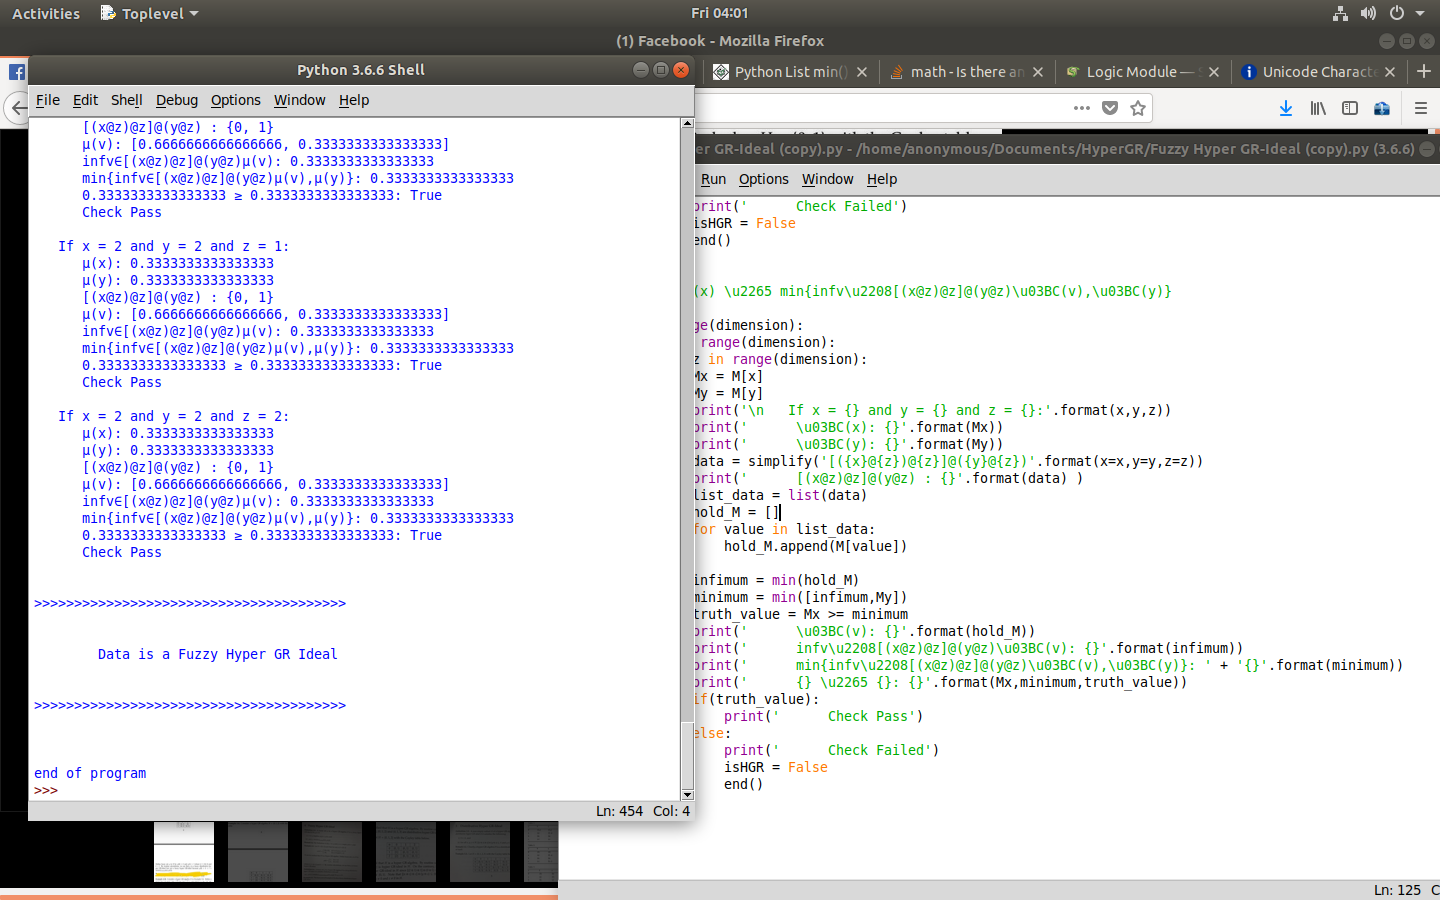 Activities
Toplevel
Fri 04:01
(1) Facebook - Mozilla Firefox
Python 3.6.6 Shell
Python List min()
math - Is there an
Logic Module —
Unicode Characte
File Edit Shell Debug Options Window Help
[(x@z)@z]@(y@z) : {0, 1}
μ(v): [0.6666666666666666, 0.3333333333333333]
infv∈[(x@z)@z]@(y@z)μ(v): 0.3333333333333333
min{infv∈[(x@z)@z]@(y@z)μ(v),μ(y)}: 0.3333333333333333
0.3333333333333333 ≥ 0.3333333333333333: True
Check Pass
If x = 2 and y = 2 and z = 1:
μ(x): 0.3333333333333333
μ(y): 0.3333333333333333
[(x@z)@z]@(y@z) : {0, 1}
μ(v): [0.6666666666666666, 0.3333333333333333]
infv∈[(x@z)@z]@(y@z)μ(v): 0.3333333333333333
min{infv∈[(x@z)@z]@(y@z)μ(v),μ(y)}: 0.3333333333333333
0.3333333333333333 ≥ 0.3333333333333333: True
Check Pass
If x = 2 and y = 2 and z = 2:
μ(x): 0.3333333333333333
μ(y): 0.3333333333333333
[(x@z)@z]@(y@z) : {0, 1}
μ(v): [0.6666666666666666, 0.3333333333333333]
infv∈[(x@z)@z]@(y@z)μ(v): 0.3333333333333333
min{infv∈[(x@z)@z]@(y@z)μ(v),μ(y)}: 0.3333333333333333
0.3333333333333333 ≥ 0.3333333333333333: True
Check Pass
>>>>>>>>>>>>>>>>>>>>>>>>>>>>>>>>>>>>>>>
Data is a Fuzzy Hyper GR Ideal
>>>>>>>>>>>>>>>>>>>>>>>>>>>>>>>>>>>>>>>
end of program
>>>
Ln: 454 Col: 4
er GR-Ideal (copy).py - /home/anonymous/Documents/HyperGR/Fuzzy Hyper GR-Ideal (copy).py (3.6.6)
Run Options Window Help
print('      Check Failed')
isHGR = False
end()
(x) \u2265 min{infv\u2208[(x@z)@z]@(y@z)\u03BC(v),\u03BC(y)}
ge(dimension):
range(dimension):
z in range(dimension):
Mx = M[x]
My = M[y]
print('\n   If x = {} and y = {} and z = {}:'.format(x,y,z))
print('      \u03BC(x): {}'.format(Mx))
print('      \u03BC(y): {}'.format(My))
data = simplify('[({x}@{z})@{z}]@({y}@{z})'.format(x=x,y=y,z=z))
print('      [(x@z)@z]@(y@z) : {}'.format(data) )
list_data = list(data)
hold_M = []
for value in list_data:
hold_M.append(M[value])
infimum = min(hold_M)
minimum = min([infimum,My])
truth_value = Mx >= minimum
print('      \u03BC(v): {}'.format(hold_M))
print('      infv\u2208[(x@z)@z]@(y@z)\u03BC(v): {}'.format(infimum))
print('      min{infv\u2208[(x@z)@z]@(y@z)\u03BC(v),\u03BC(y)}: ' + '{}'.format(minimum))
print('      {} \u2265 {}: {}'.format(Mx,minimum,truth_value))
if(truth_value):
print('      Check Pass')
else:
print('      Check Failed')
isHGR = False
end()
Ln: 125 C